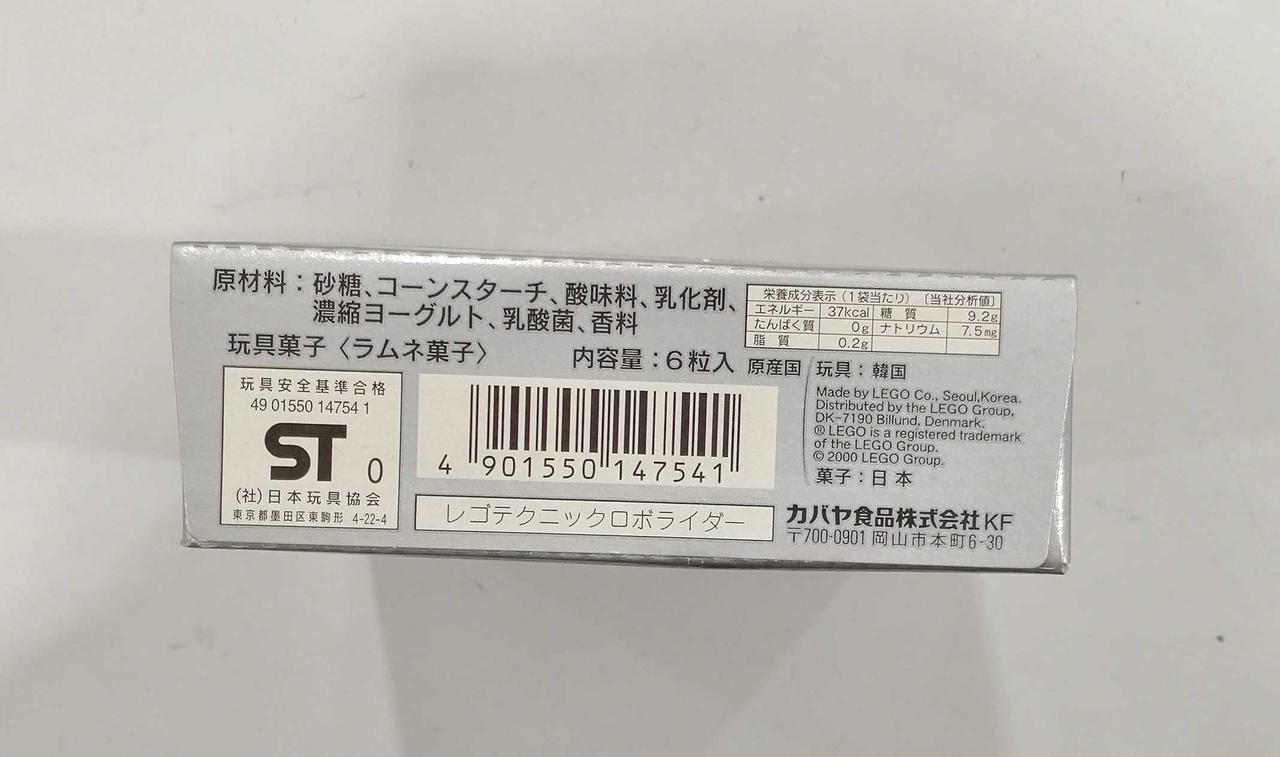 原材料：砂糖、コーンスターチ、酸味料、乳化剤、
濃縮ヨーグルト、乳酸菌、香料
玩具菓子〈ラムネ菓子〉 内容量：6粒入
栄養成分表示（1袋当たり）〔当社分析値〕
エネルギー 37kcal 糖質 9.2g
たんぱく質 0g ナトリウム 7.5mg
脂質 0.2g
原産国 玩具：韓国
Made by LEGO Co., Seoul,Korea.
Distributed by the LEGO Group,
DK-7190 Billund, Denmark.
® LEGO is a registered trademark
of the LEGO Group.
© 2000 LEGO Group.
菓子：日本
玩具安全基準合格
49 01550 14754 1
ST 0
(社)日本玩具協会
東京都墨田区東駒形 4-22-4
4 901550 147541
レゴテクニックロボライダー
カバヤ食品株式会社 KF
〒700-0901 岡山市本町6-30